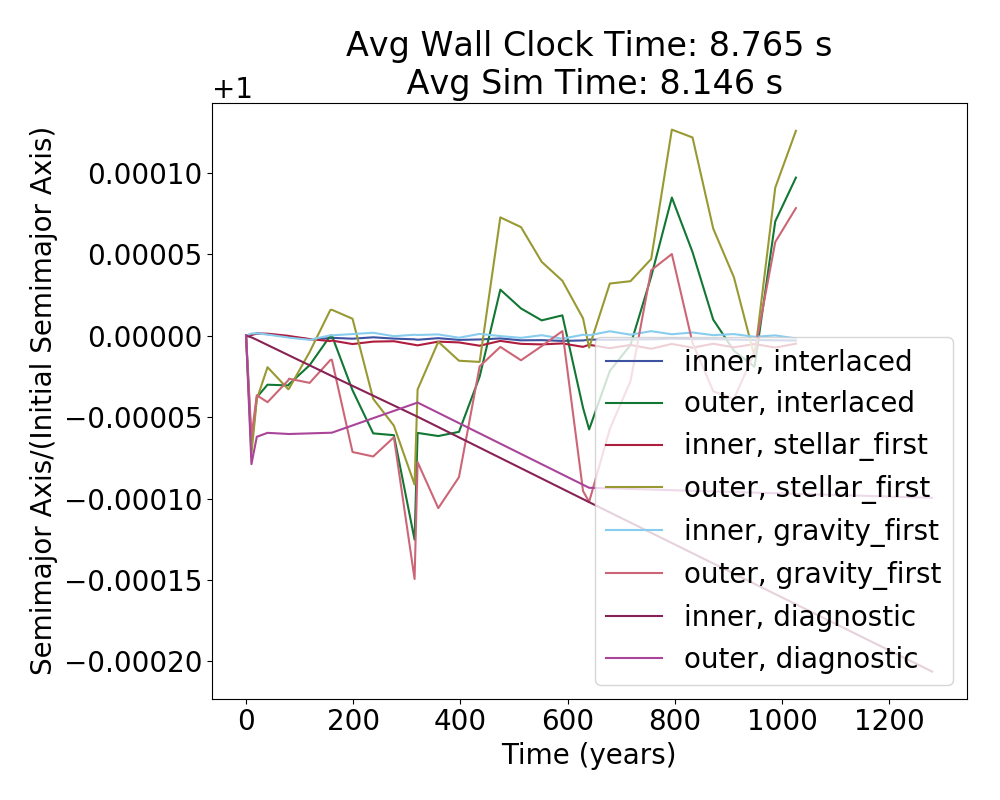 Avg Wall Clock Time: 8.765 s
Avg Sim Time: 8.146 s
+1
Semimajor Axis/(Initial Semimajor Axis)
0.00010
0.00005
0.00000
−0.00005
−0.00010
−0.00015
−0.00020
inner, interlaced
outer, interlaced
inner, stellar_first
outer, stellar_first
inner, gravity_first
outer, gravity_first
inner, diagnostic
outer, diagnostic
0 200 400 600 800 1000 1200
Time (years)